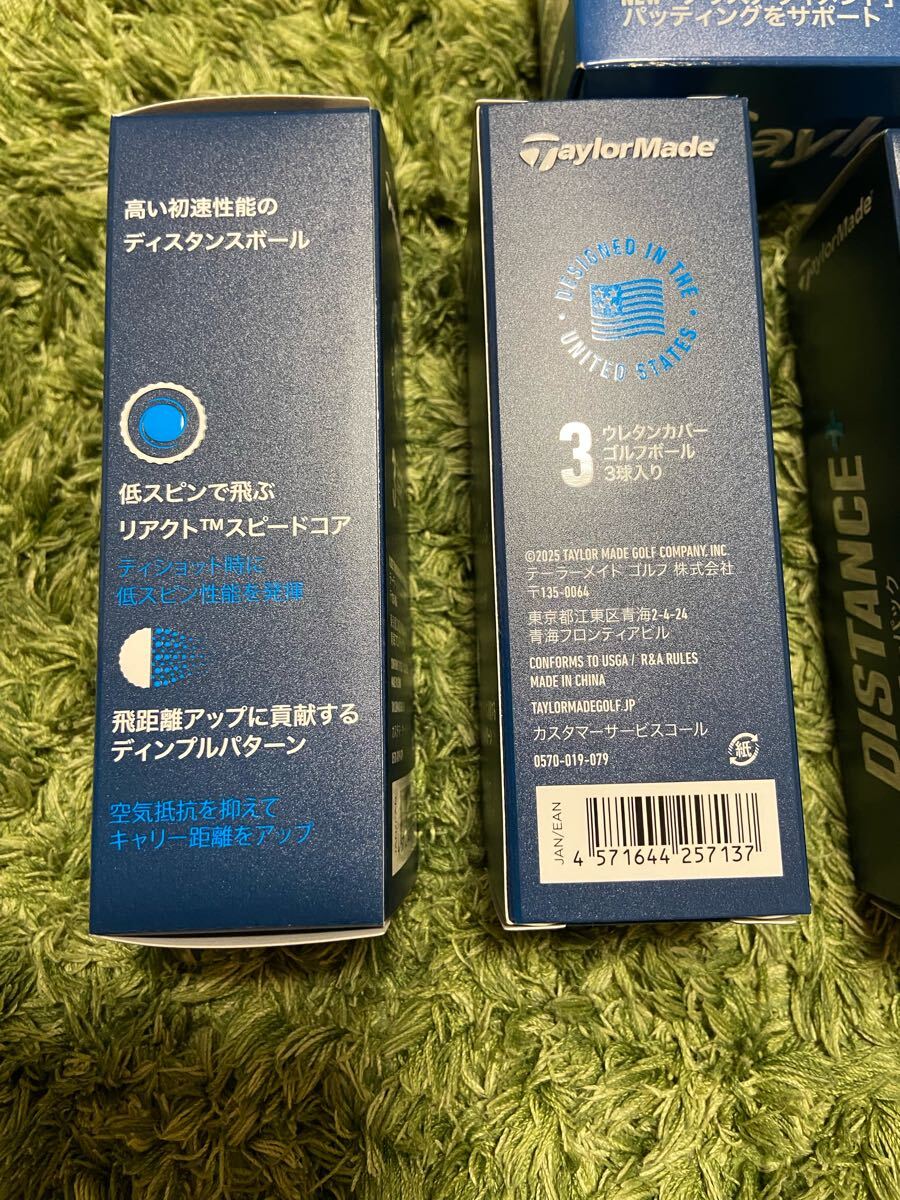 パッティングをサポート
高い初速性能の
ディスタンスボール
低スピンで飛ぶ
リアクト™スピードコア
ティショット時に
低スピン性能を発揮
飛距離アップに貢献する
ディンプルパターン
空気抵抗を抑えて
キャリー距離をアップ
TaylorMade
DESIGNED IN THE
UNITED STATES
3
ウレタンカバー
ゴルフボール
3球入り
©2025 TAYLOR MADE GOLF COMPANY, INC.
テーラーメイド ゴルフ 株式会社
〒135-0064
東京都江東区青海2-4-24
青海フロンティアビル
CONFORMS TO USGA / R&A RULES
MADE IN CHINA
TAYLORMADEGOLF.JP
カスタマーサービスコール
0570-019-079
紙
JAN/EAN
4 571644 257137
TaylorMade
DISTANCE+
パック